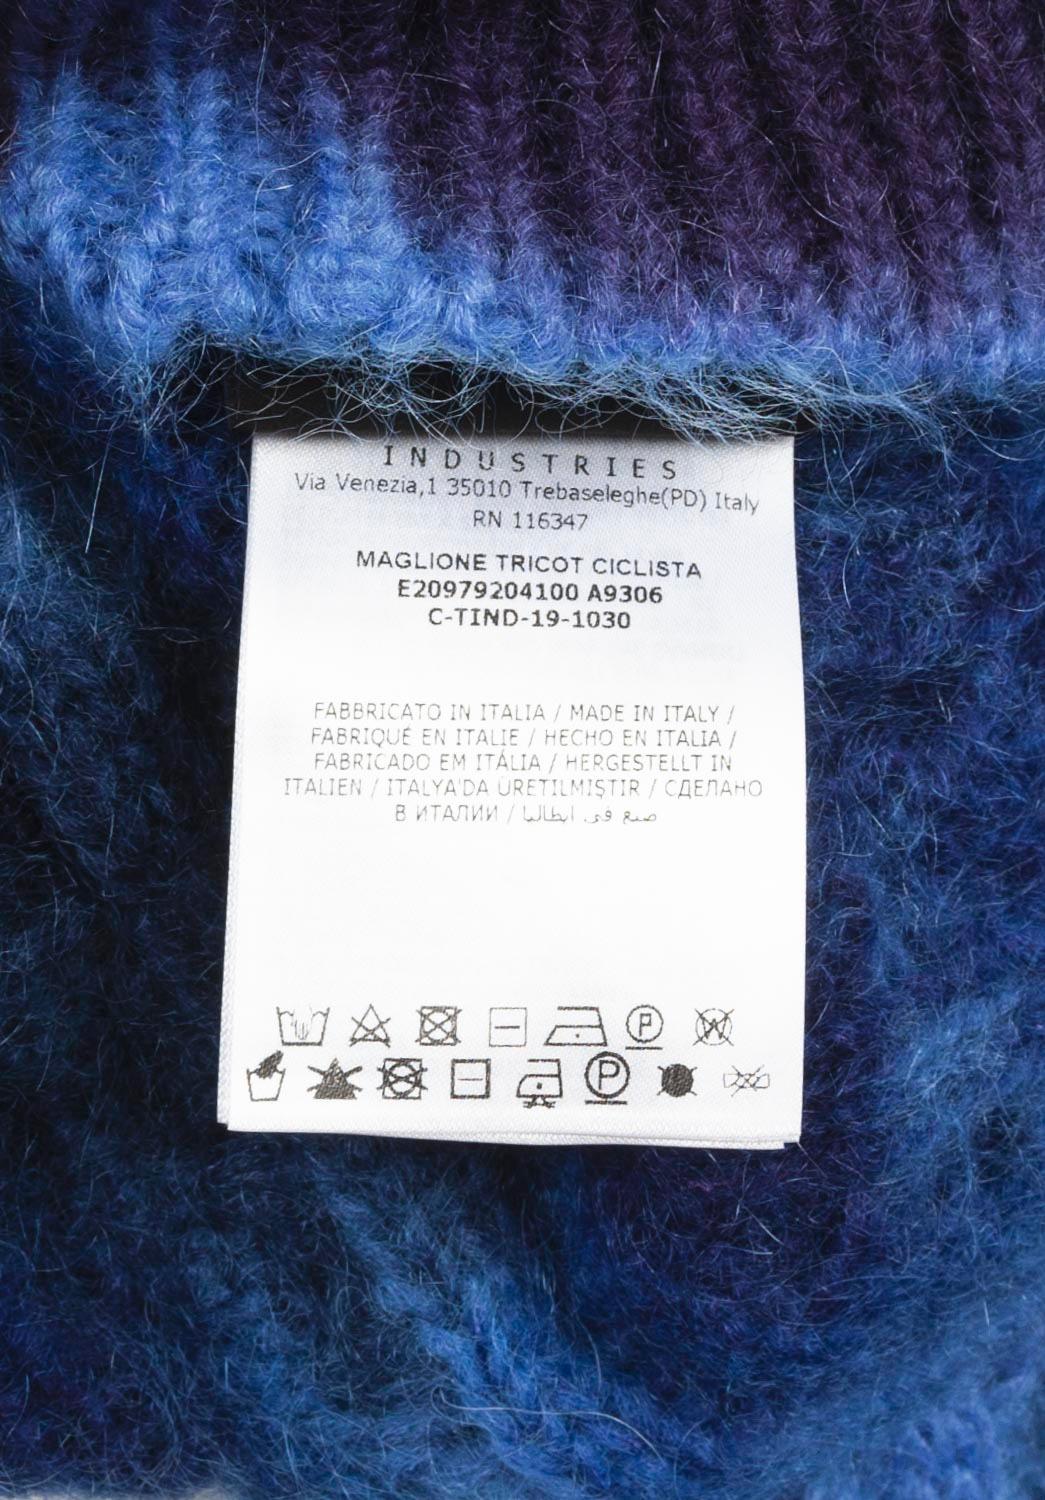 INDUSTRIES
Via Venezia,1 35010 Trebaseleghe(PD) Italy
RN 116347
MAGLIONE TRICOT CICLISTA
E20979204100 A9306
C-TIND-19-1030
FABBRICATO IN ITALIA / MADE IN ITALY /
FABRIQUÉ EN ITALIE / HECHO EN ITALIA /
FABRICADO EM ITÁLIA / HERGESTELLT IN
ITALIEN / ITALYA'DA ÜRETILMIŞTIR / СДЕЛАНО
В ИТАЛИИ / صنع في ايطاليا
P W
P